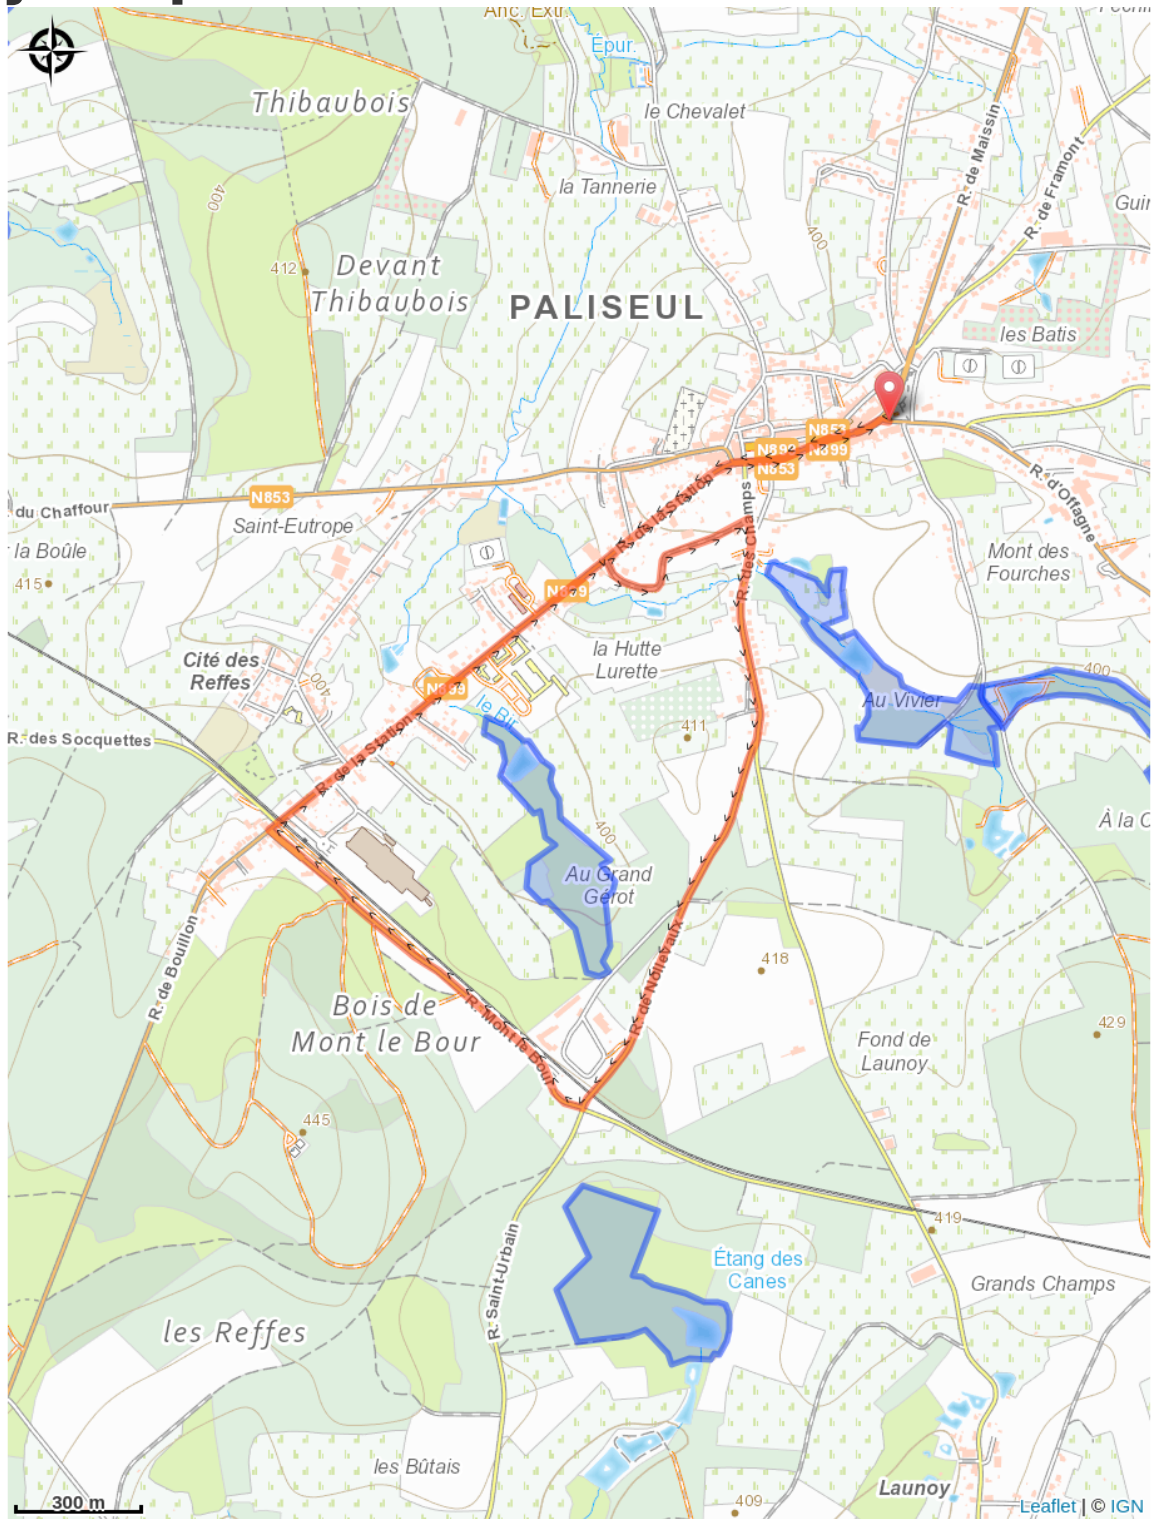 Anc. Extr.
Épur.
Thibaubois
le Chevalet
R. de Maissin
R. de Framont
la Tannerie
400
400
412
Devant
Thibaubois
PALISEUL
les Batis
N853
N899
N853
N853
du Chaffour
R. de la Station
R. des Champs
R. d'Offagne
Saint-Eutrope
r la Boûle
415
Mont des
Fourches
N899
la Hutte
Lurette
Cité des
Reffes
400
N899
400
Au Vivier
le Bir
411
R. des Socquettes
R. de la Station
400
À la C
Au Grand
Gérot
R. de Bouillon
R. de Nollevaux
418
Bois de
Mont le Bour
R. Mont le Bour
429
Fond de
Launoy
445
419
R. Saint-Urbain
Étang des
Canes
Grands Champs
les Reffes
les Bûtais
Launoy
409
300 m
Leaflet | © IGN